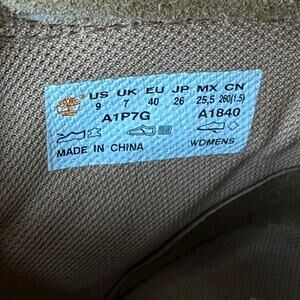 US UK EU JP MX CN
9 7 40 26 25,5 260(1.5)
A1P7G A1840
MADE IN CHINA WOMENS